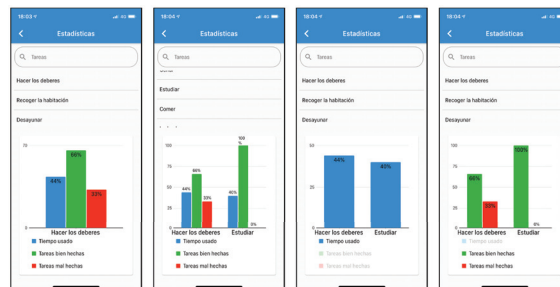 18:03
4G
Estadísticas
Tareas
Hacer los deberes
Recoger la habitación
Desayunar
70
44%
66%
33%
0
Hacer los deberes
Tiempo usado
Tareas bien hechas
Tareas mal hechas
18:04
4G
Estadísticas
Tareas
Estudiar
Comer
100
75
50
25
0
44%
66%
33%
40%
100
%
0%
Hacer los deberes Estudiar
Tiempo usado
Tareas bien hechas
Tareas mal hechas
18:04
4G
Estadísticas
Tareas
Hacer los deberes
Recoger la habitación
Desayunar
25
0
44%
40%
Hacer los deberes Estudiar
Tiempo usado
Tareas bien hechas
Tareas mal hechas
18:04
4G
Estadísticas
Tareas
Hacer los deberes
Recoger la habitación
Desayunar
100
75
50
25
0
66%
33%
100%
0%
Hacer los deberes Estudiar
Tiempo usado
Tareas bien hechas
Tareas mal hechas